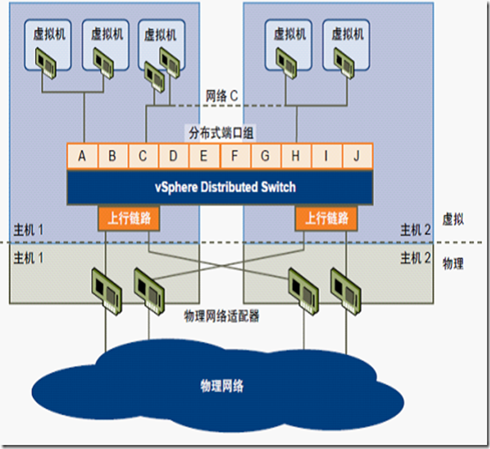 虚拟机
虚拟机
虚拟机
虚拟机
虚拟机
网络 C
分布式端口组
A B C D E F G H I J
vSphere Distributed Switch
上行链路
上行链路
主机 1
主机 2
虚拟
主机 1
主机 2
物理
物理网络适配器
物理网络